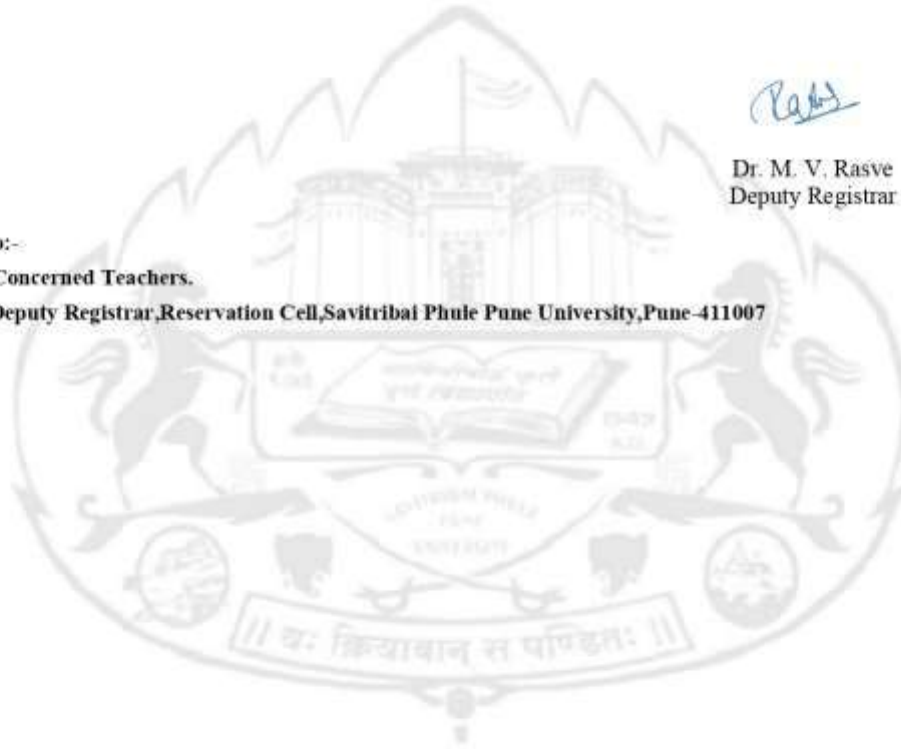 Dr. M. V. Rasve
Deputy Registrar
o:-
Concerned Teachers.
Deputy Registrar,Reservation Cell,Savitribai Phule Pune University,Pune-411007
|| यः क्रियावान् स पण्डितः ||